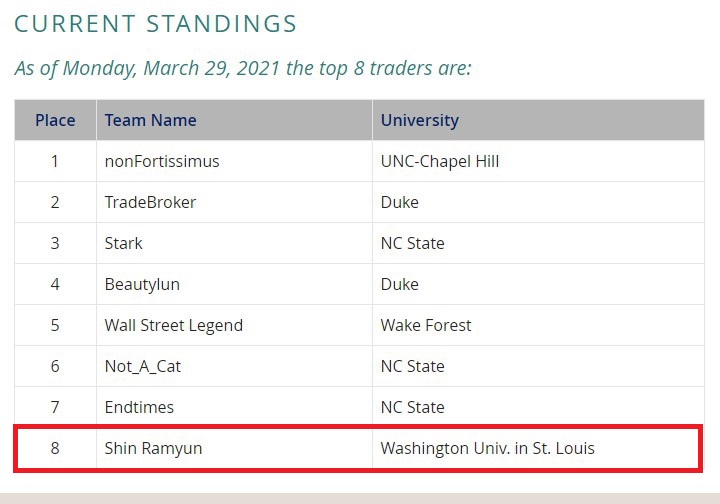 CURRENT STANDINGS
As of Monday, March 29, 2021 the top 8 traders are:
Place Team Name University
1 nonFortissimus UNC-Chapel Hill
2 TradeBroker Duke
3 Stark NC State
4 Beautylun Duke
5 Wall Street Legend Wake Forest
6 Not_A_Cat NC State
7 Endtimes NC State
8 Shin Ramyun Washington Univ. in St. Louis